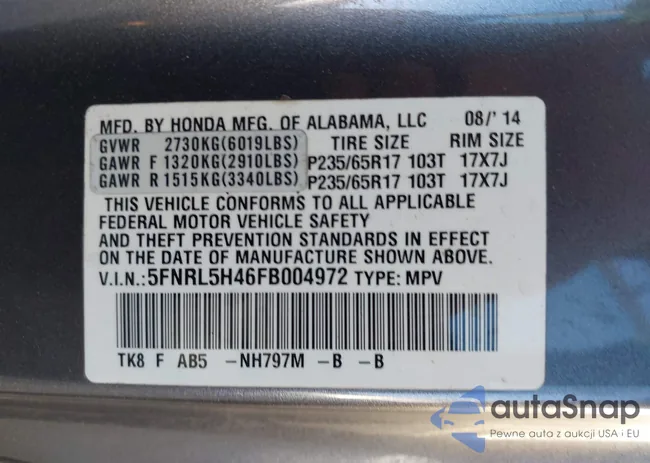 MFD. BY HONDA MFG. OF ALABAMA, LLC 08/' 14
GVWR 2730KG(6019LBS) TIRE SIZE RIM SIZE
GAWR F 1320KG(2910LBS) P235/65R17 103T 17X7J
GAWR R 1515KG(3340LBS) P235/65R17 103T 17X7J
THIS VEHICLE CONFORMS TO ALL APPLICABLE
FEDERAL MOTOR VEHICLE SAFETY
AND THEFT PREVENTION STANDARDS IN EFFECT
ON THE DATE OF MANUFACTURE SHOWN ABOVE.
V.I.N.:5FNRL5H46FB004972 TYPE: MPV
TK8 F AB5 -NH797M -B -B
autaSnap
Pewne auta z aukcji USA i EU